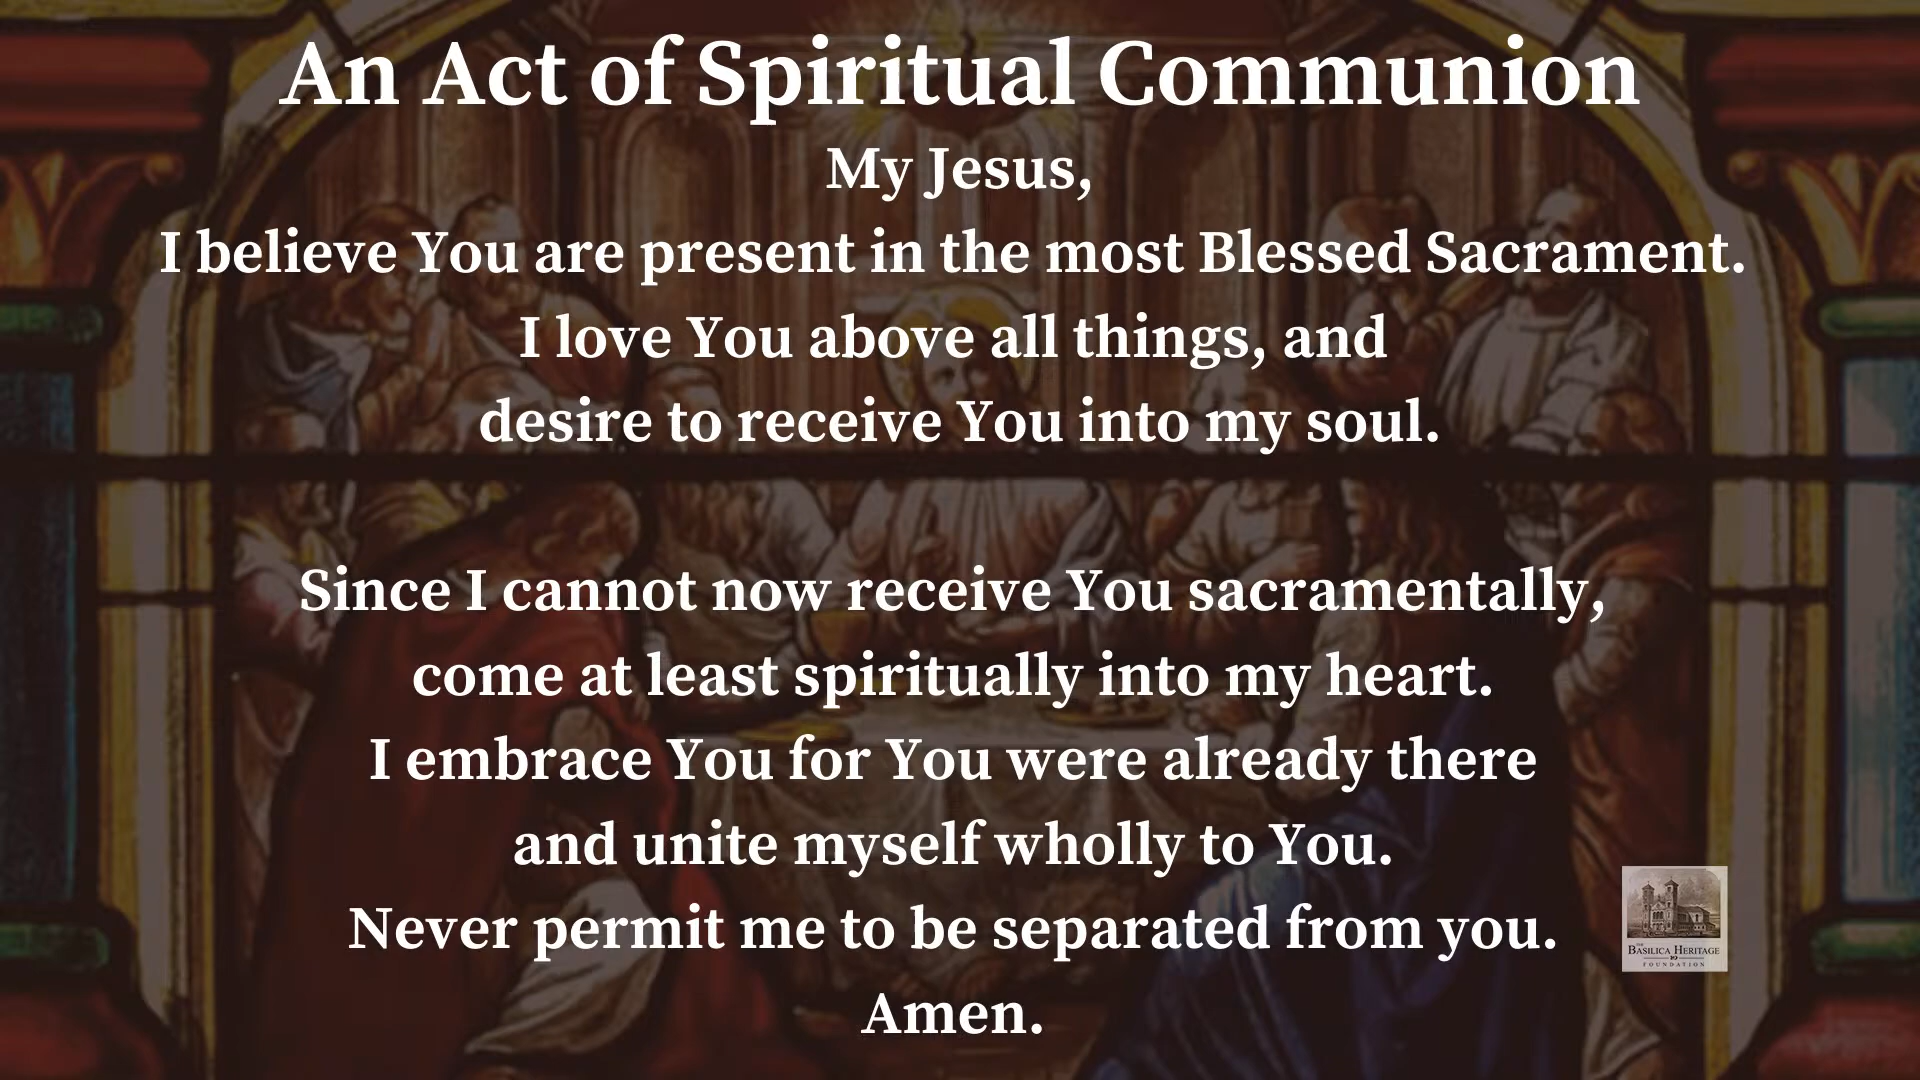 An Act of Spiritual Communion
My Jesus,
I believe You are present in the most Blessed Sacrament.
I love You above all things, and
desire to receive You into my soul.
Since I cannot now receive You sacramentally,
come at least spiritually into my heart.
I embrace You for You were already there
and unite myself wholly to You.
Never permit me to be separated from you.
Amen.
THE
BASILICA HERITAGE
FOUNDATION